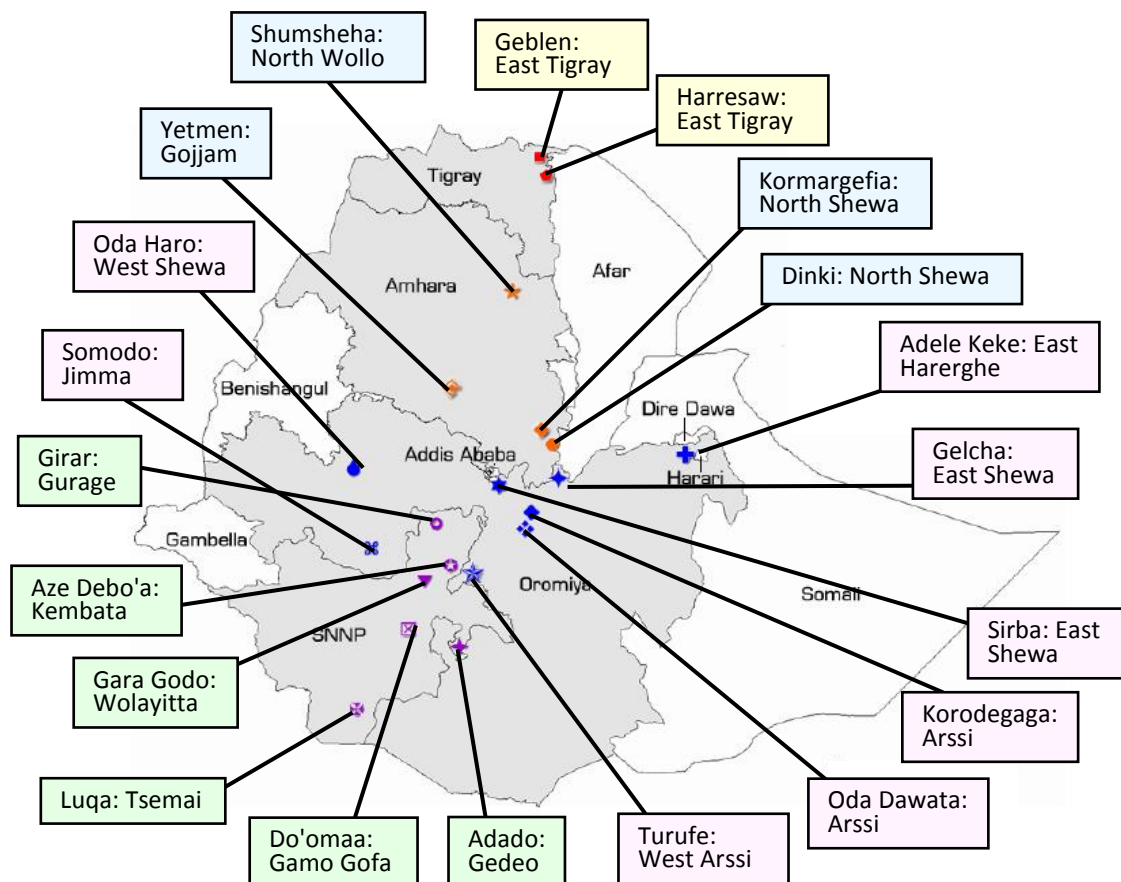 Shumsheha:
North Wollo
Geblen:
East Tigray
Harresaw:
East Tigray
Yetmen:
Gojjam
Tigray
Kormargefia:
North Shewa
Oda Haro:
West Shewa
Afar
Amhara
Dinki: North Shewa
Somodo:
Jimma
Adele Keke: East
Harerghe
Benishangul
Dire Dawa
Girar:
Gurage
Addis Ababa
Harari
Gelcha:
East Shewa
Gambella
Aze Debo'a:
Kembata
Oromiya
Somali
SNNP
Sirba: East
Shewa
Gara Godo:
Wolayitta
Korodegaga:
Arssi
Luqa: Tsemai
Do'omaa:
Gamo Gofa
Adado:
Gedeo
Turufe:
West Arssi
Oda Dawata:
Arssi